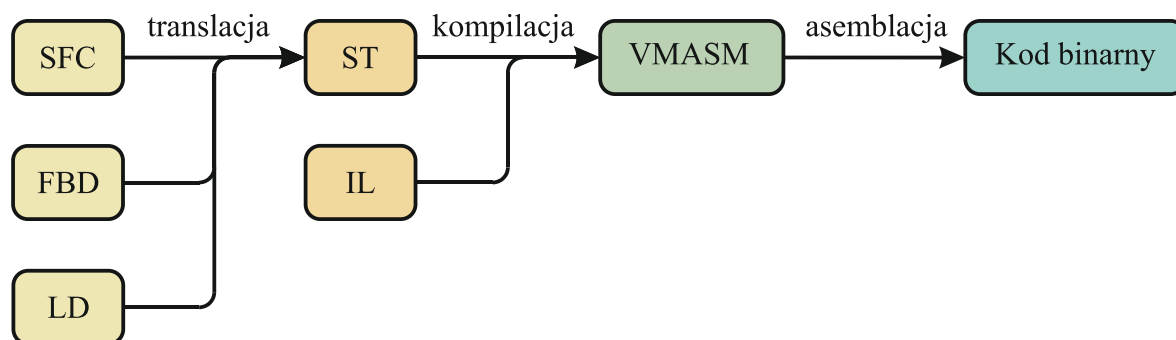 translacja
kompilacja
asemblacja
SFC
ST
VMASM
Kod binarny
FBD
IL
LD